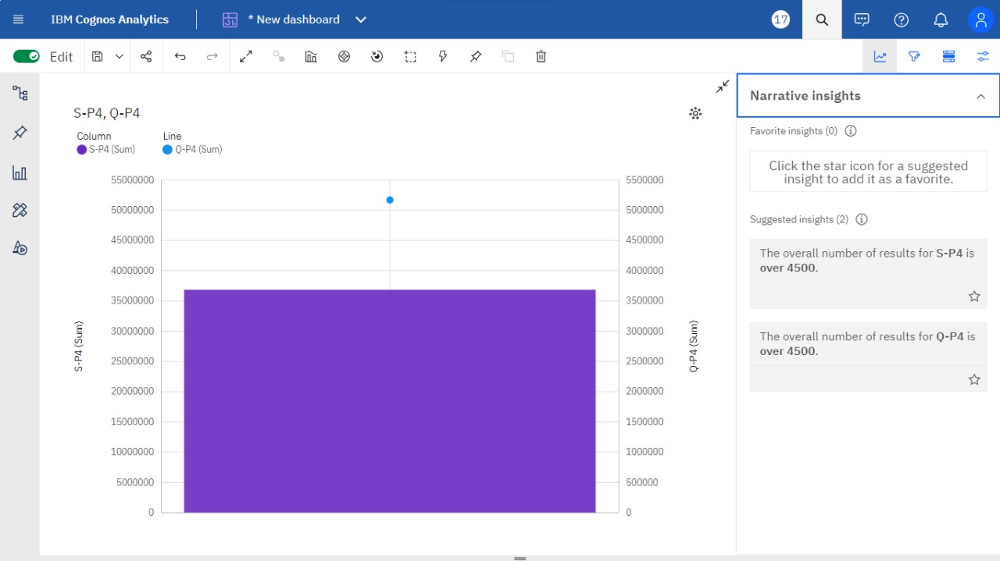 IBM Cognos Analytics
* New dashboard
17
Edit
S-P4, Q-P4
Column
Line
S-P4 (Sum)
Q-P4 (Sum)
55000000
50000000
45000000
40000000
35000000
30000000
25000000
20000000
15000000
10000000
5000000
0
S-P4 (Sum)
5500000
5000000
4500000
4000000
3500000
3000000
2500000
2000000
1500000
1000000
500000
0
Q-P4 (Sum)
Narrative insights
Favorite insights (0)
Click the star icon for a suggested
insight to add it as a favorite.
Suggested insights (2)
The overall number of results for S-P4 is
over 4500.
The overall number of results for Q-P4 is
over 4500.